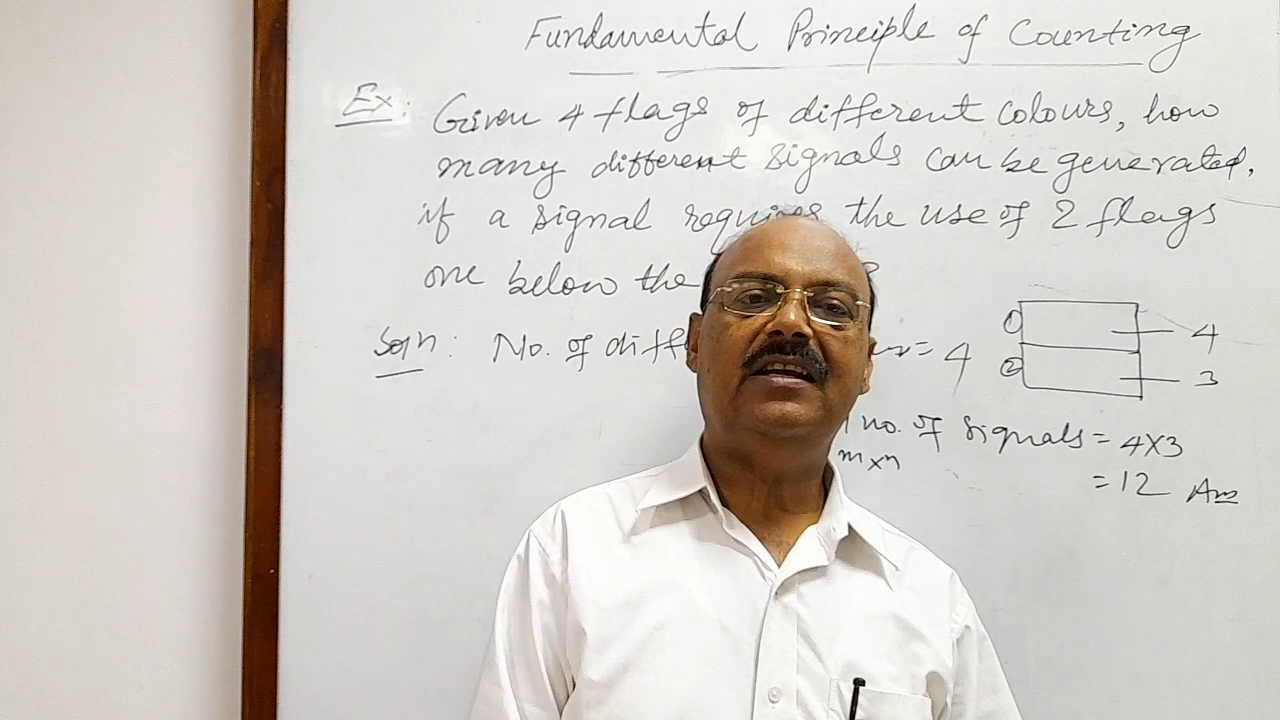 Fundamental Principle of Counting
Ex: Given 4 flags of different colours, how
many different signals can be generated,
if a signal requires the use of 2 flags
one below the
Soln: No. of diff = 4
① 4
② 3
no. of signals = 4x3
mxn
= 12 Ans